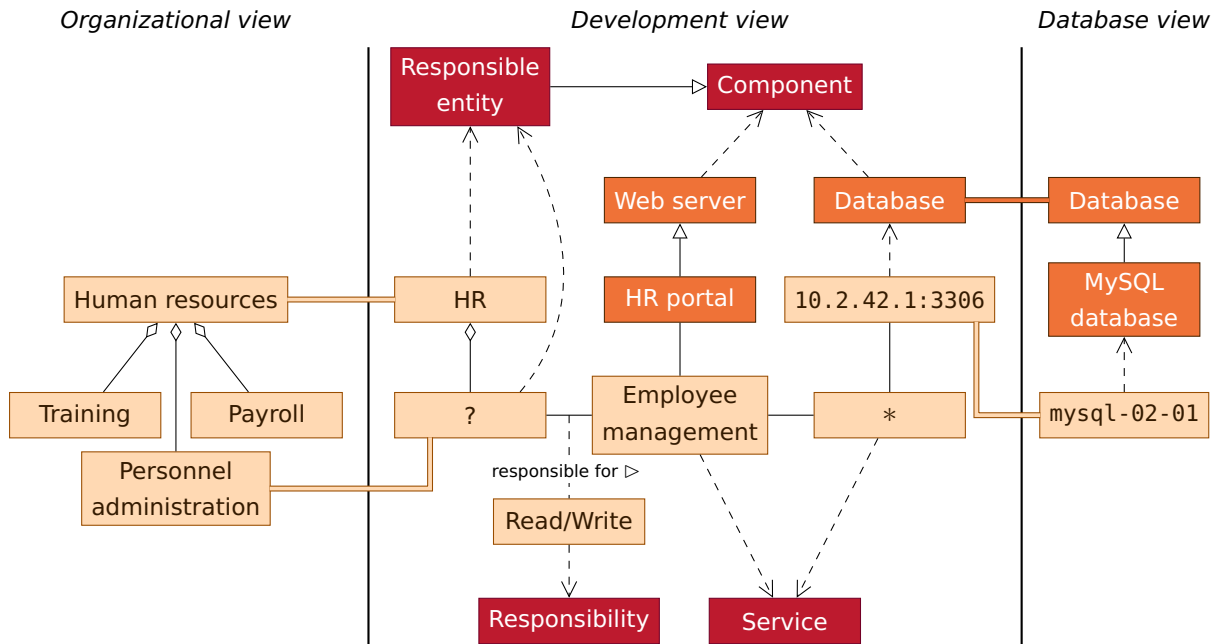 Organizational view
Development view
Database view
Responsible
entity
Component
Web server
Database
Database
Human resources
HR
HR portal
10.2.42.1:3306
MySQL
database
Training
Payroll
?
Employee
management
*
mysql-02-01
Personnel
administration
responsible for ▷
Read/Write
Responsibility
Service